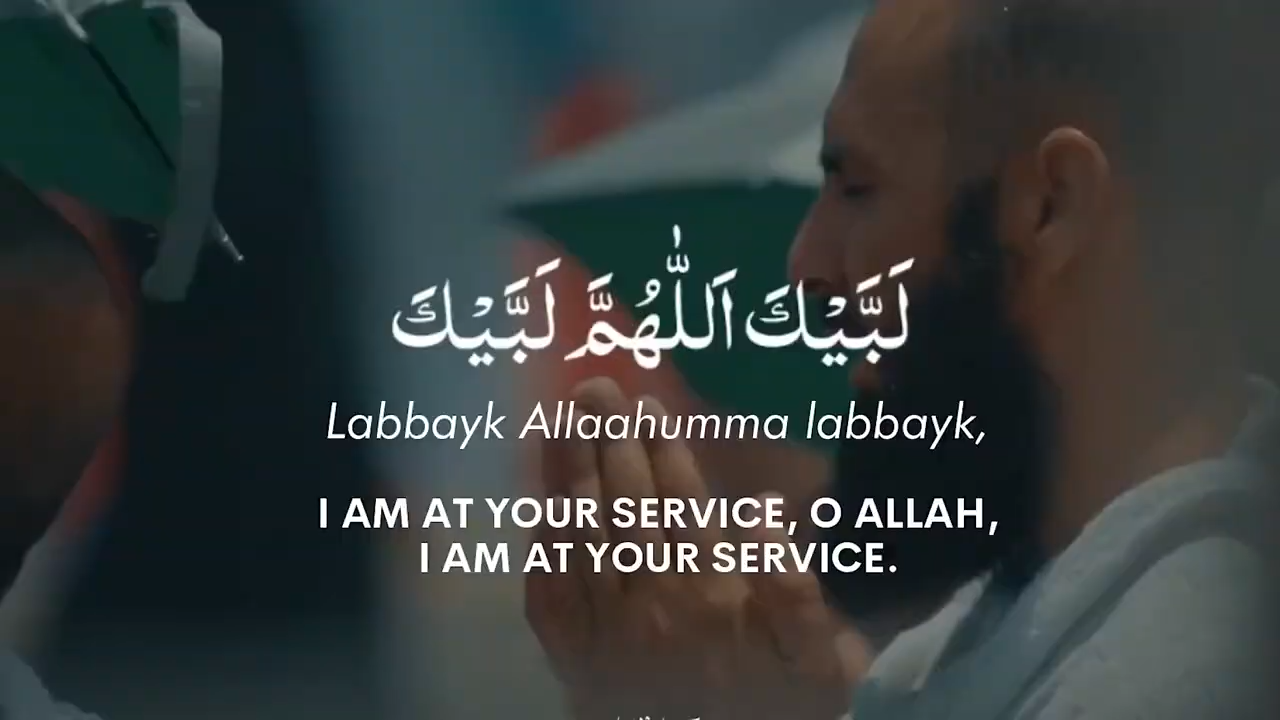 لَبَّيْكَ اَللّٰهُمَّ لَبَّيْكَ
Labbayk Allaahumma labbayk,
I AM AT YOUR SERVICE, O ALLAH,
I AM AT YOUR SERVICE.